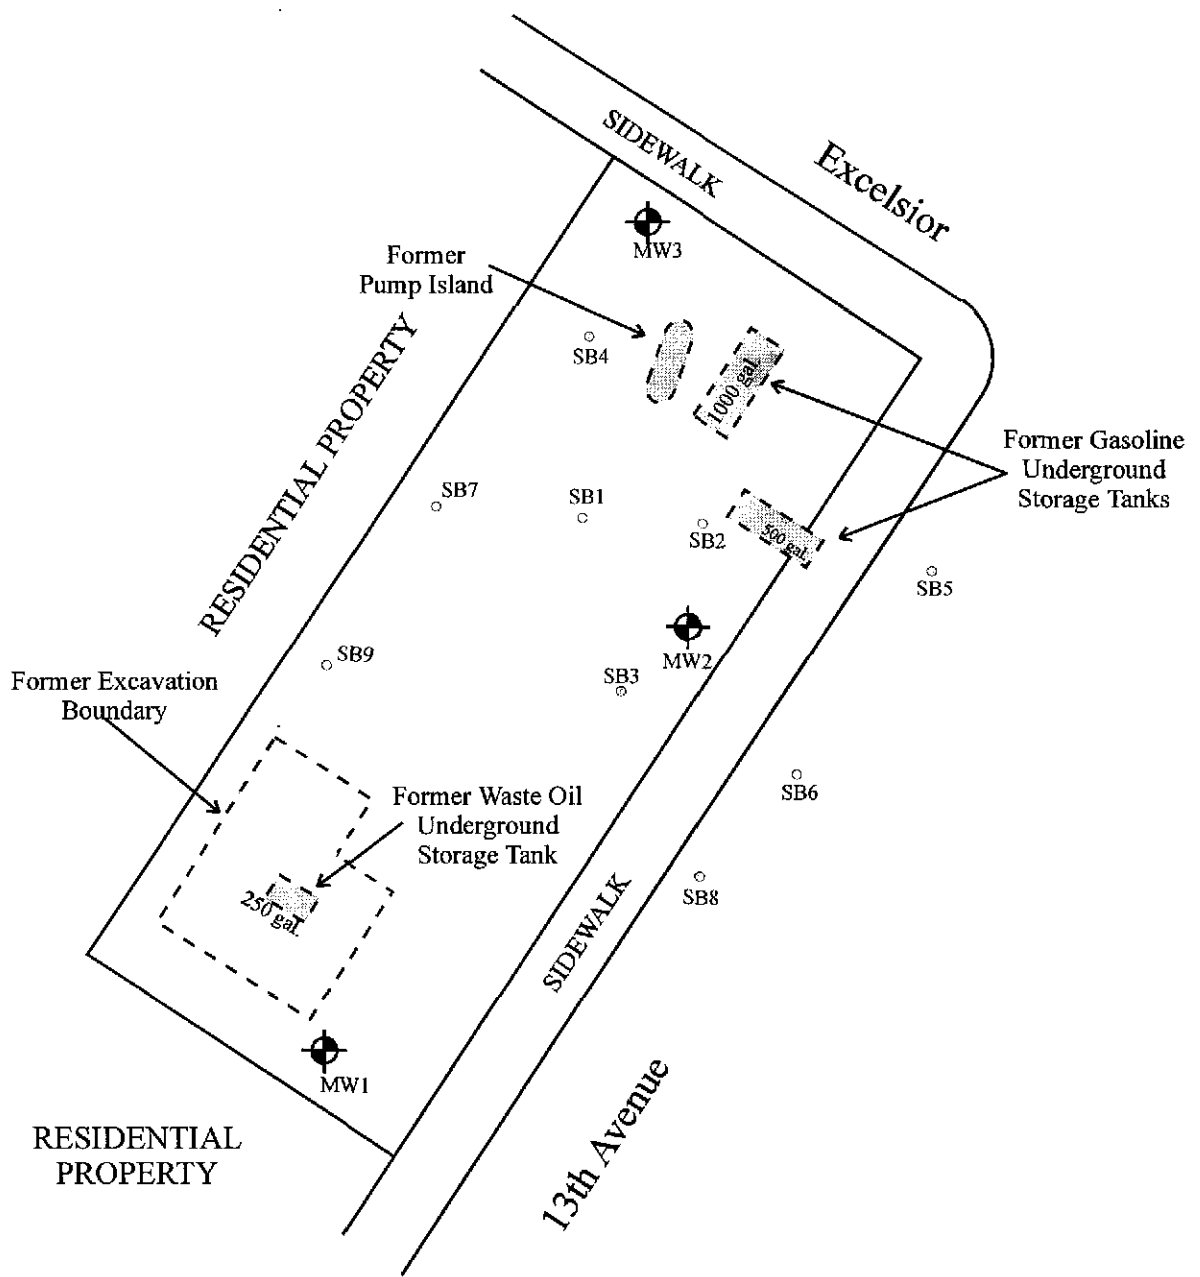 SIDEWALK
Excelsior
MW3
Former
Pump Island
SB4
1000 gal.
RESIDENTIAL PROPERTY
Former Gasoline
Underground
Storage Tanks
SB7
SB1
SB2
500 gal.
SB5
MW2
SB9
SB3
Former Excavation
Boundary
SB6
Former Waste Oil
Underground
Storage Tank
250 gal.
SB8
SIDEWALK
MW1
13th Avenue
RESIDENTIAL
PROPERTY